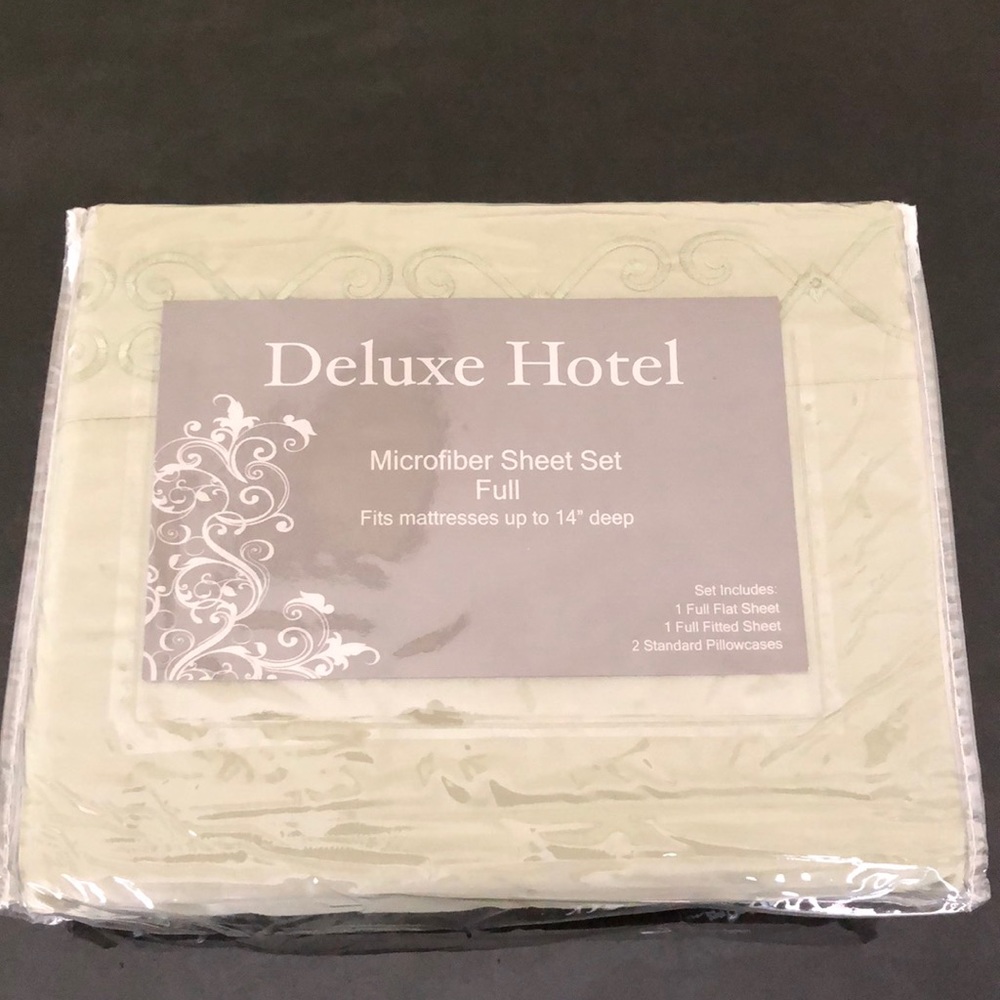 Deluxe Hotel
Microfiber Sheet Set
Full
Fits mattresses up to 14” deep
Set Includes:
1 Full Flat Sheet
1 Full Fitted Sheet
2 Standard Pillowcases